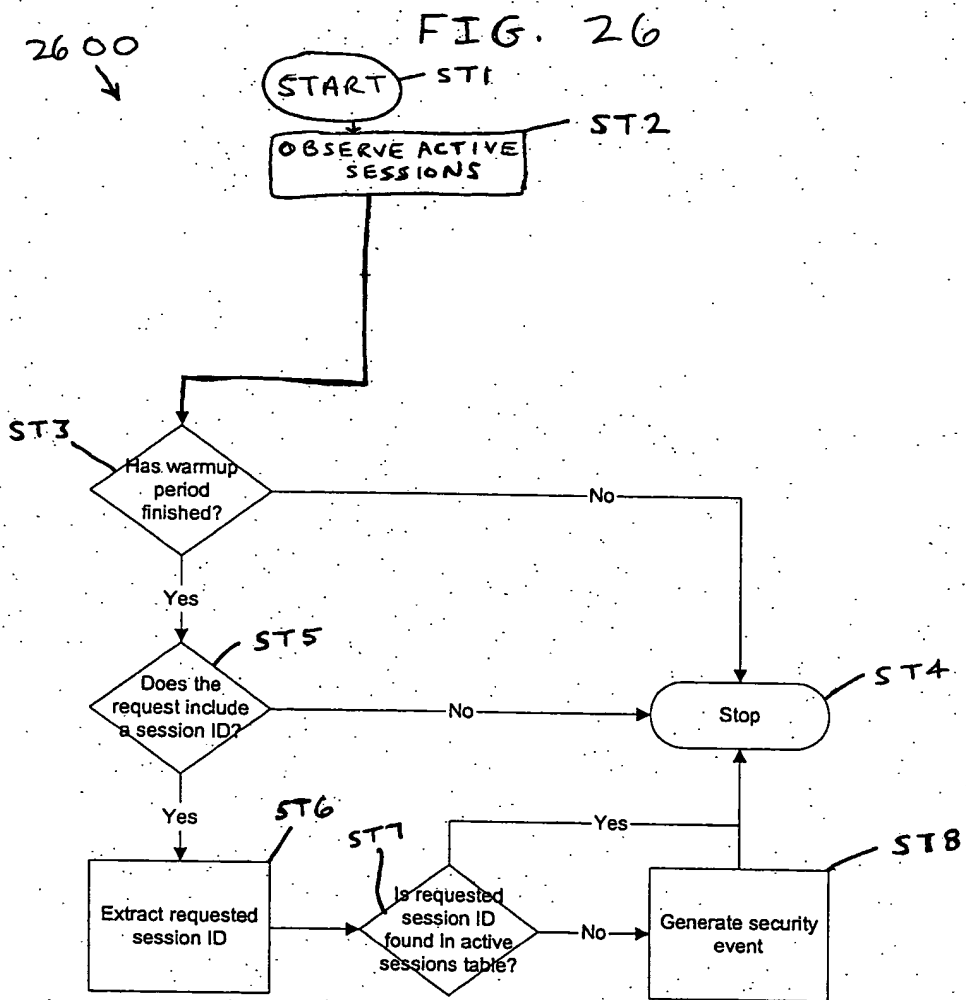 FIG. 26
2600
START
ST1
ST2
OBSERVE ACTIVE
SESSIONS
ST3
Has warmup
period
finished?
No
Yes
ST5
Does the
request include
a session ID?
No
ST4
Stop
Yes
ST6
ST7
Yes
ST8
Extract requested
session ID
Is requested
session ID
found in active
sessions table?
No
Generate security
event